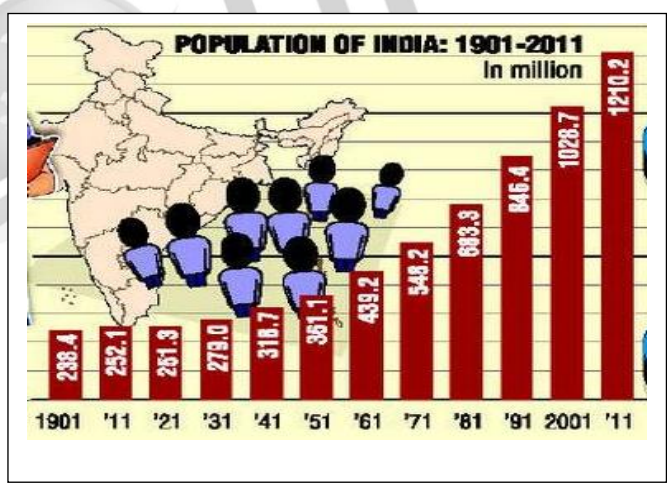 POPULATION OF INDIA: 1901-2011
In million
238.4 252.1 251.3 279.0 318.7 361.1 439.2 548.2 683.3 846.4 1028.7 1210.2
1901 '11 '21 '31 '41 '51 '61 '71 '81 '91 2001 '11